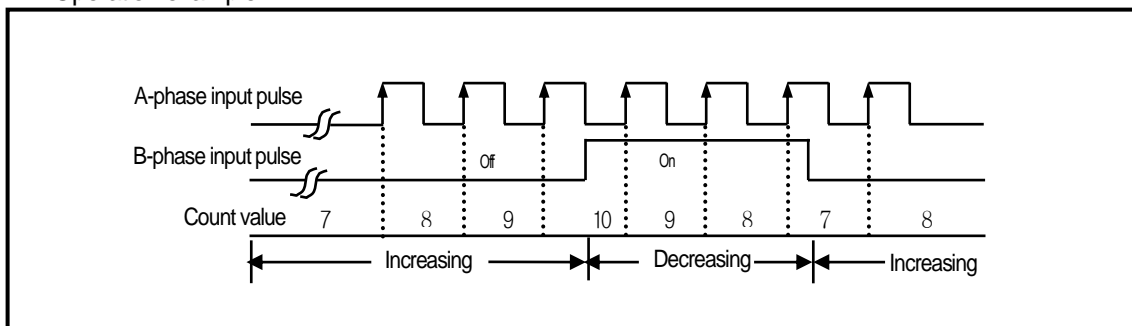 A-phase input pulse
B-phase input pulse
Off
On
Count value 7 8 9 10 9 8 7 8
Increasing Decreasing Increasing